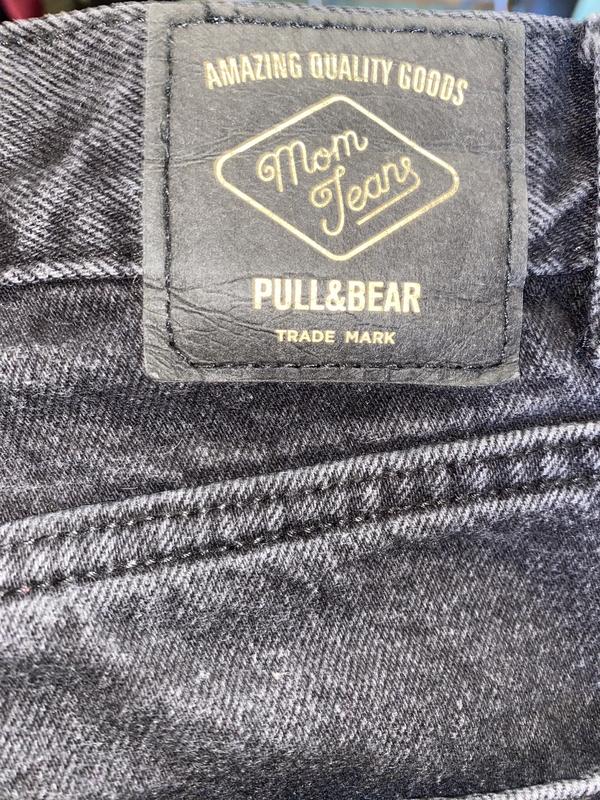 AMAZING QUALITY GOODS
Mom
Jeans
PULL&BEAR
TRADE MARK